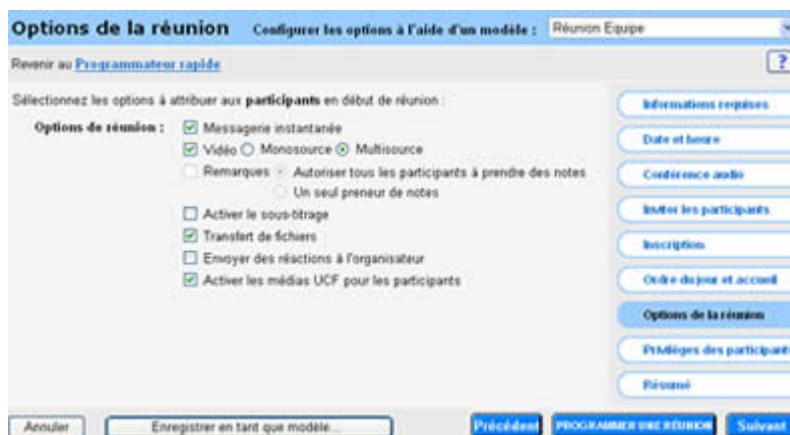 Options de la réunion Configurer les options à l'aide d'un modèle : Réunion Equipe
Revenir au Programmateur rapide ?
Sélectionnez les options à attribuer aux participants en début de réunion :
Options de réunion : Messagerie instantanée
Vidéo Monosource Multisource
Remarques Autoriser tous les participants à prendre des notes
Un seul preneur de notes
Activer le sous-titrage
Transfert de fichiers
Envoyer des réactions à l'organisateur
Activer les médias UCF pour les participants
Informations requises
Date et heure
Conférence audio
Inviter les participants
Inscription
Ordre du jour et accueil
Options de la réunion
Privilèges des participants
Résumé
Annuler Enregistrer en tant que modèle... Précédent PROGRAMMER UNE RÉUNION Suivant